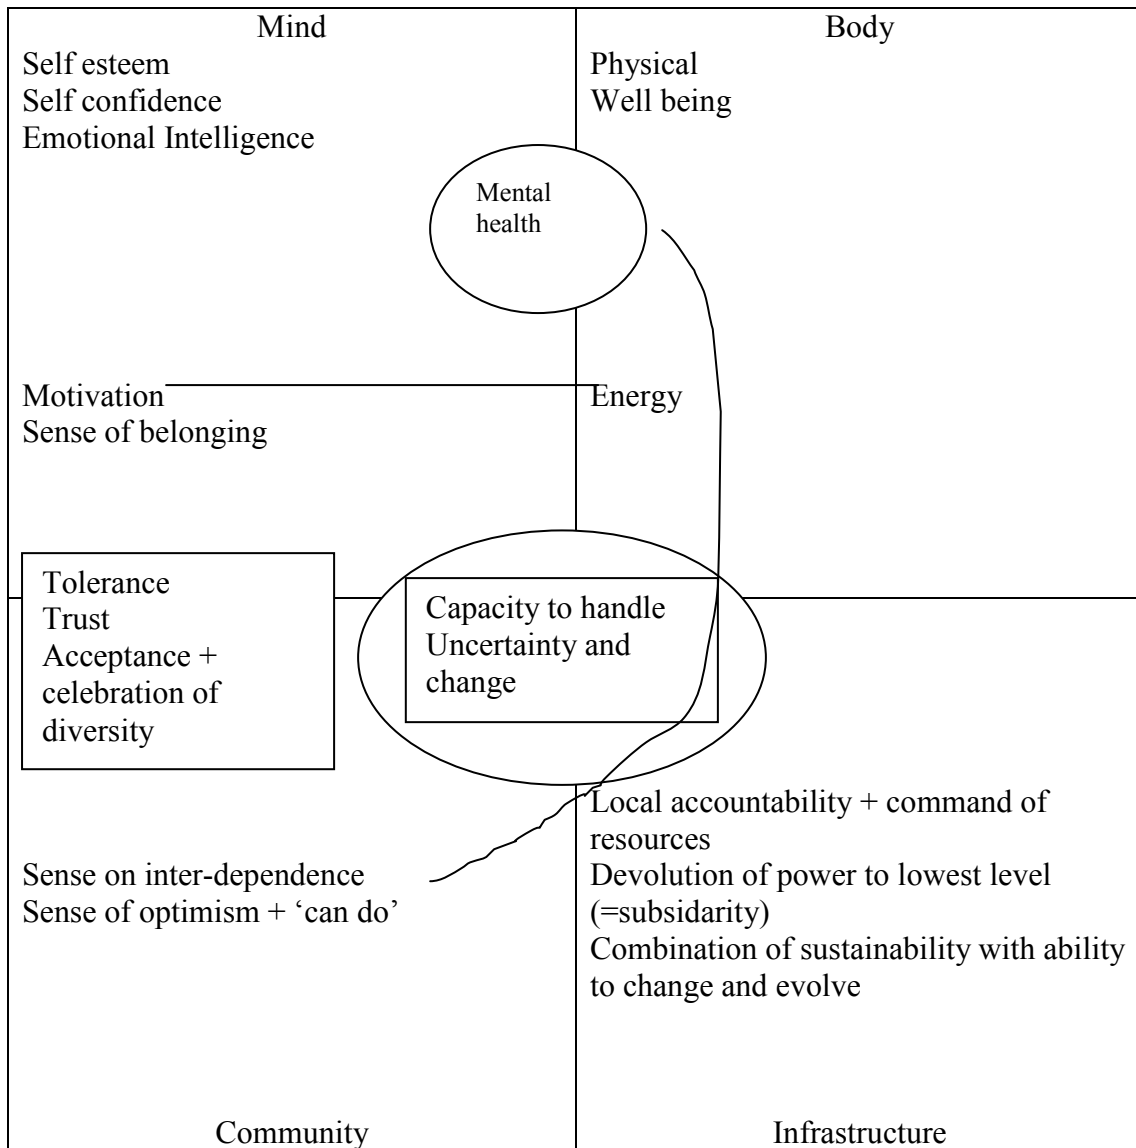 Mind
Self esteem
Self confidence
Emotional Intelligence
Body
Physical
Well being
Mental
health
Motivation
Sense of belonging
Energy
Tolerance
Trust
Acceptance +
celebration of
diversity
Capacity to handle
Uncertainty and
change
Sense on inter-dependence
Sense of optimism + ‘can do’
Community
Local accountability + command of
resources
Devolution of power to lowest level
(=subsidarity)
Combination of sustainability with ability
to change and evolve
Infrastructure